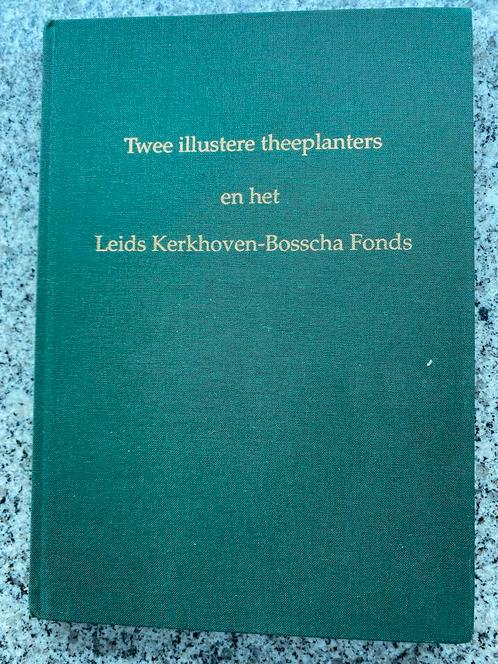 Twee illustere theeplanters
en het
Leids Kerkhoven-Bosscha Fonds